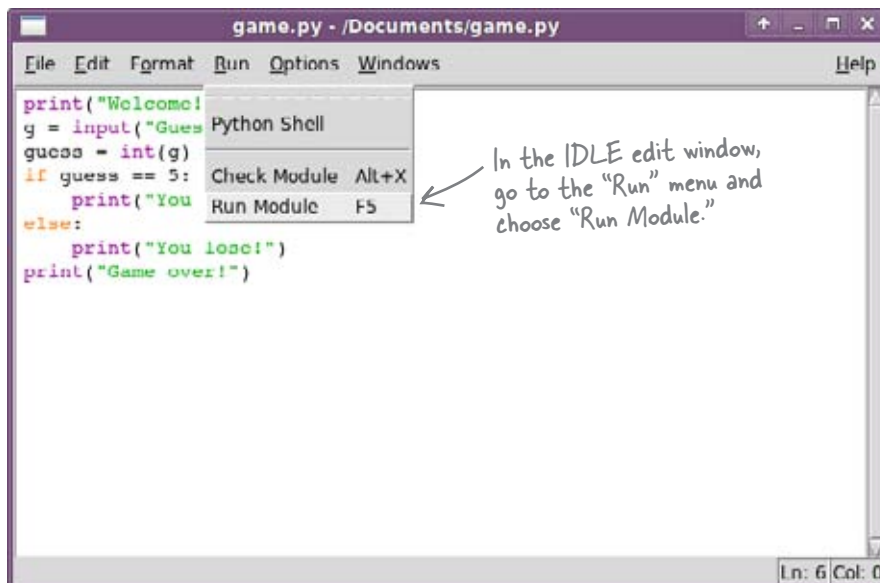 game.py - /Documents/game.py
File Edit Format Run Options Windows Help
print("Welcome!
g = input("Gues
guess = int(g)
if guess == 5:
print("You
else:
print("You lose!")
print("Game over!")
Python Shell
Check Module Alt+X
Run Module F5
In the IDLE edit window,
go to the “Run” menu and
choose “Run Module.”
Ln: 6 Col: 0